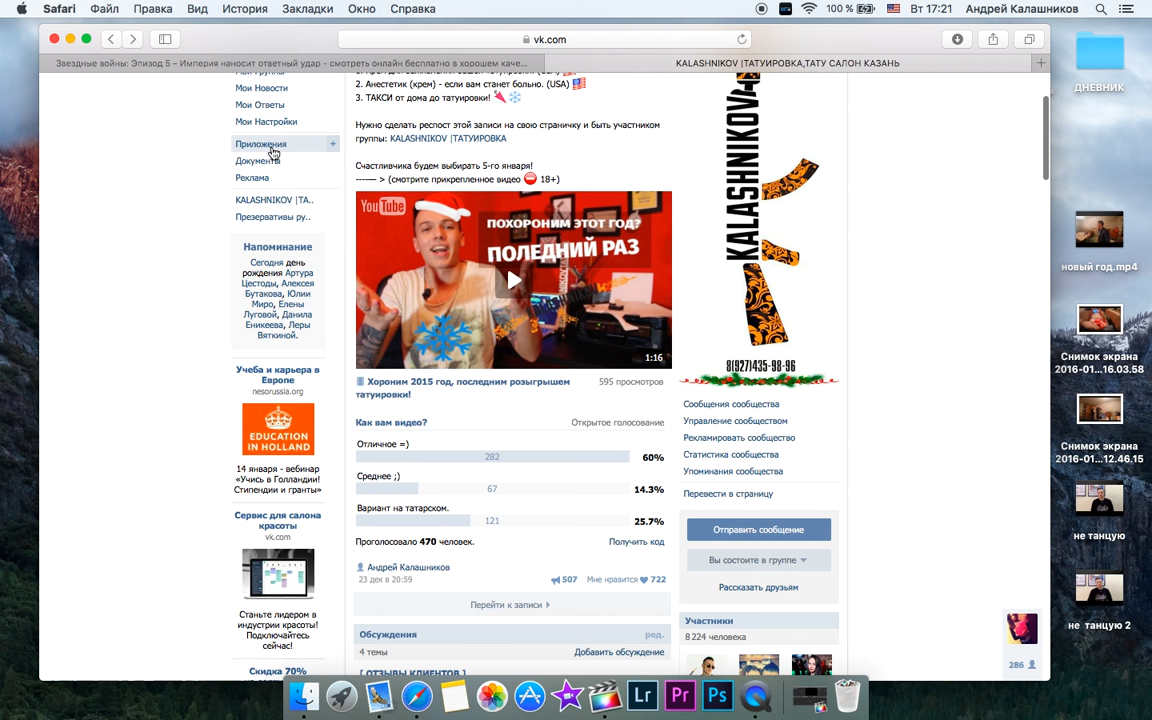 Safari Файл Правка Вид История Закладки Окно Справка 100 % Вт 17:21 Андрей Калашников
vk.com
Звездные войны: Эпизод 5 – Империя наносит ответный удар - смотреть онлайн бесплатно в хорошем каче...
KALASHNIKOV |ТАТУИРОВКА,ТАТУ САЛОН КАЗАНЬ
Мои Новости
Мои Ответы
Мои Настройки
Приложения +
Документы
Реклама
KALASHNIKOV |ТА..
Презервативы ру..
Напоминание
Сегодня день
рождения Артура
Цестоды, Алексея
Бутакова, Юлии
Миро, Елены
Луговой, Данила
Еникеева, Леры
Вяткиной.
Учеба и карьера в
Европе
nesorussia.org
EDUCATION
IN HOLLAND
14 января - вебинар
«Учись в Голландии!
Стипендии и гранты»
Сервис для салона
красоты
vk.com
Станьте лидером в
индустрии красоты!
Подключайтесь
сейчас!
Скидка 70%
2. Анестетик (крем) - если вам станет больно. (USA)
3. ТАКСИ от дома до татуировки!
Нужно сделать респост этой записи на свою страничку и быть участником
группы: KALASHNIKOV |ТАТУИРОВКА
Счастливчика будем выбирать 5-го января!
-----— > (смотрите прикрепленное видео 18+)
YouTube
ПОХОРОНИМ ЭТОТ ГОД?
ПОЛЕДНИЙ РАЗ
1:16
Хороним 2015 год, последним розыгрышем
татуировки!
595 просмотров
Как вам видео? Открытое голосование
Отличное =)
282 60%
Среднее ;)
67 14.3%
Вариант на татарском.
121 25.7%
Проголосовало 470 человек. Получить код
Андрей Калашников
23 дек в 20:59 507 Мне нравится 722
Перейти к записи
Обсуждения ред.
4 темы Добавить обсуждение
[ ОТЗЫВЫ КЛИЕНТОВ ]
KALASHNIKOV
8(927)435-98-96
Сообщения сообщества
Управление сообществом
Рекламировать сообщество
Статистика сообщества
Упоминания сообщества
Перевести в страницу
Отправить сообщение
Вы состоите в группе
Рассказать друзьям
Участники
8 224 человека
286
ДНЕВНИК
новый год.mp4
Снимок экрана
2016-01...16.03.58
Снимок экрана
2016-01...12.46.15
не танцую
не танцую 2
Lr Pr Ps